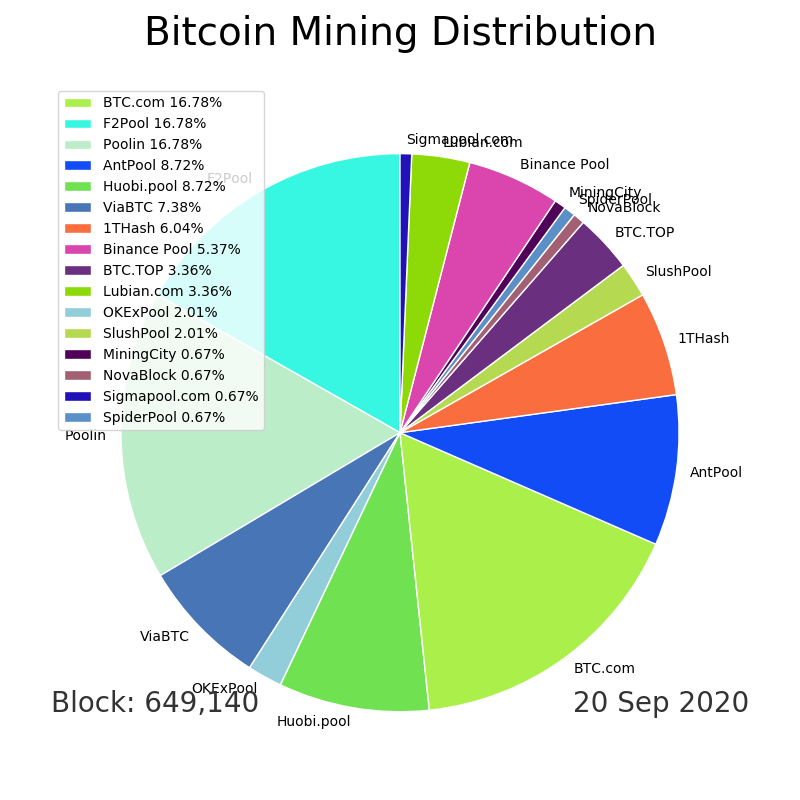 Bitcoin Mining Distribution
BTC.com 16.78%
F2Pool 16.78%
Poolin 16.78%
AntPool 8.72%
Huobi.pool 8.72%
ViaBTC 7.38%
1THash 6.04%
Binance Pool 5.37%
BTC.TOP 3.36%
Lubian.com 3.36%
OKExPool 2.01%
SlushPool 2.01%
MiningCity 0.67%
NovaBlock 0.67%
Sigmapool.com 0.67%
SpiderPool 0.67%
Sigmapool.com
Lubian.com
Binance Pool
MiningCity
SpiderPool
NovaBlock
BTC.TOP
SlushPool
1THash
AntPool
BTC.com
Huobi.pool
OKExPool
ViaBTC
Poolin
F2Pool
Block: 649,140
20 Sep 2020